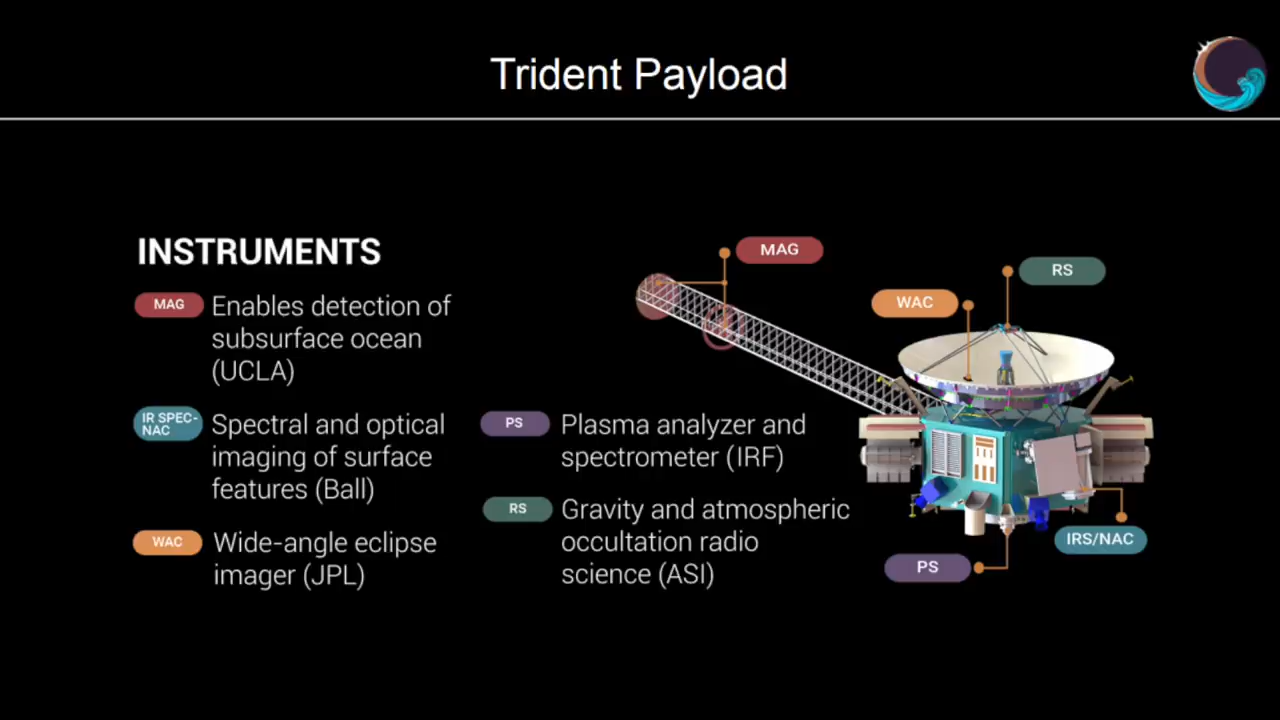 Trident Payload
INSTRUMENTS
MAG
Enables detection of
subsurface ocean
(UCLA)
IR SPEC-
NAC
Spectral and optical
imaging of surface
features (Ball)
WAC
Wide-angle eclipse
imager (JPL)
PS
Plasma analyzer and
spectrometer (IRF)
RS
Gravity and atmospheric
occultation radio
science (ASI)
MAG
RS
WAC
IRS/NAC
PS